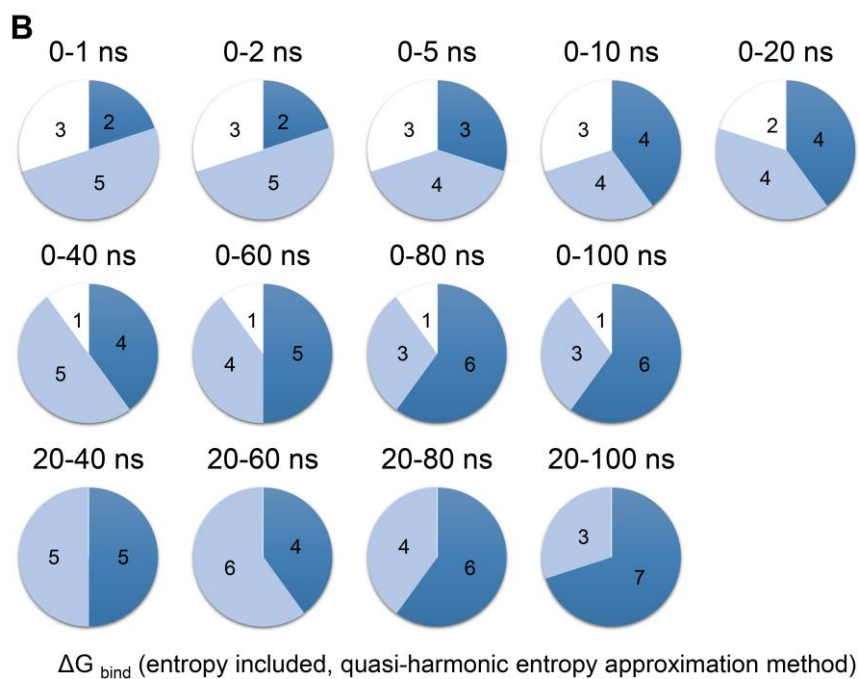 B
0-1 ns 0-2 ns 0-5 ns 0-10 ns 0-20 ns
3 2 5 3 2 5 3 3 4 3 4 4 2 4 4
0-40 ns 0-60 ns 0-80 ns 0-100 ns
1 4 5 1 5 4 1 6 3 1 6 3
20-40 ns 20-60 ns 20-80 ns 20-100 ns
5 5 6 4 4 6 3 7
ΔG bind (entropy included, quasi-harmonic entropy approximation method)